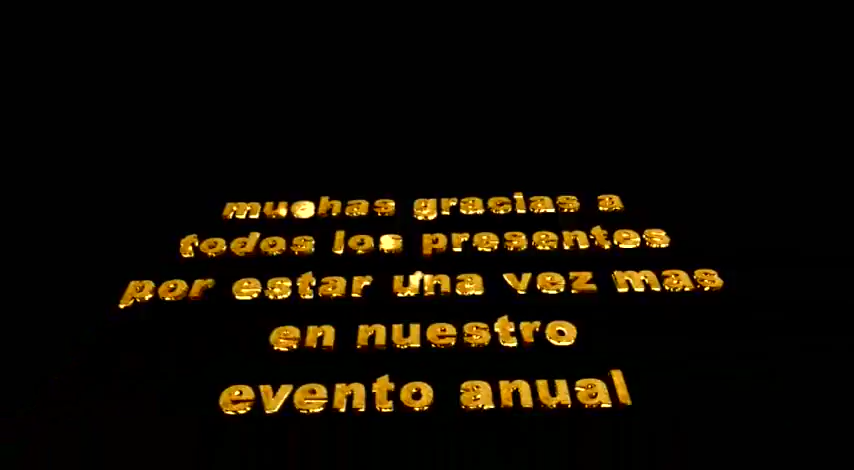 muchas gracias a
todos los presentes
por estar una vez mas
en nuestro
evento anual